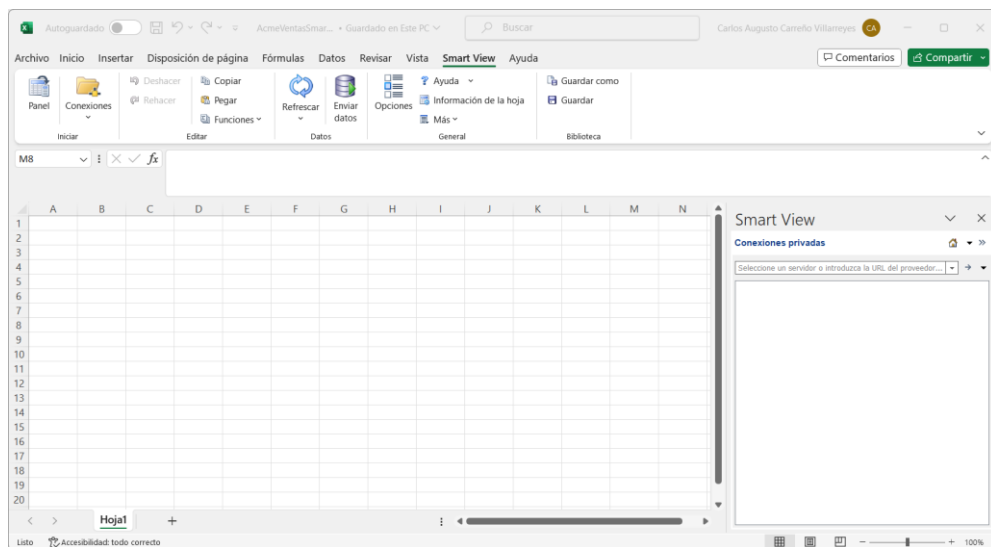 Autoguardado AcmeVentasSmar... • Guardado en Este PC Buscar Carlos Augusto Carreño Villarreyes CA
Archivo Inicio Insertar Disposición de página Fórmulas Datos Revisar Vista Smart View Ayuda Comentarios Compartir
Panel
Conexiones
Iniciar
Deshacer
Rehacer
Copiar
Pegar
Funciones
Editar
Refrescar
Enviar
datos
Datos
Opciones
Ayuda
Información de la hoja
Más
General
Guardar como
Guardar
Biblioteca
M8 fx
A B C D E F G H I J K L M N
1
2
3
4
5
6
7
8
9
10
11
12
13
14
15
16
17
18
19
20
Smart View
Conexiones privadas
Seleccione un servidor o introduzca la URL del proveedor...
Hoja1
Listo Accesibilidad: todo correcto 100%